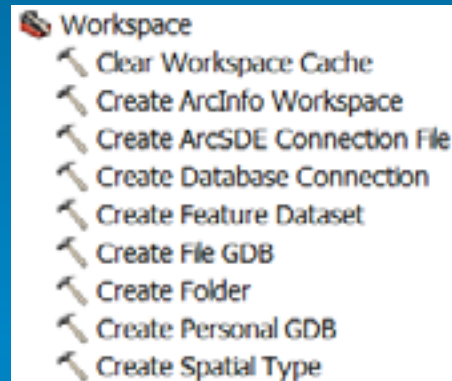 Workspace
Clear Workspace Cache
Create ArcInfo Workspace
Create ArcSDE Connection File
Create Database Connection
Create Feature Dataset
Create File GDB
Create Folder
Create Personal GDB
Create Spatial Type